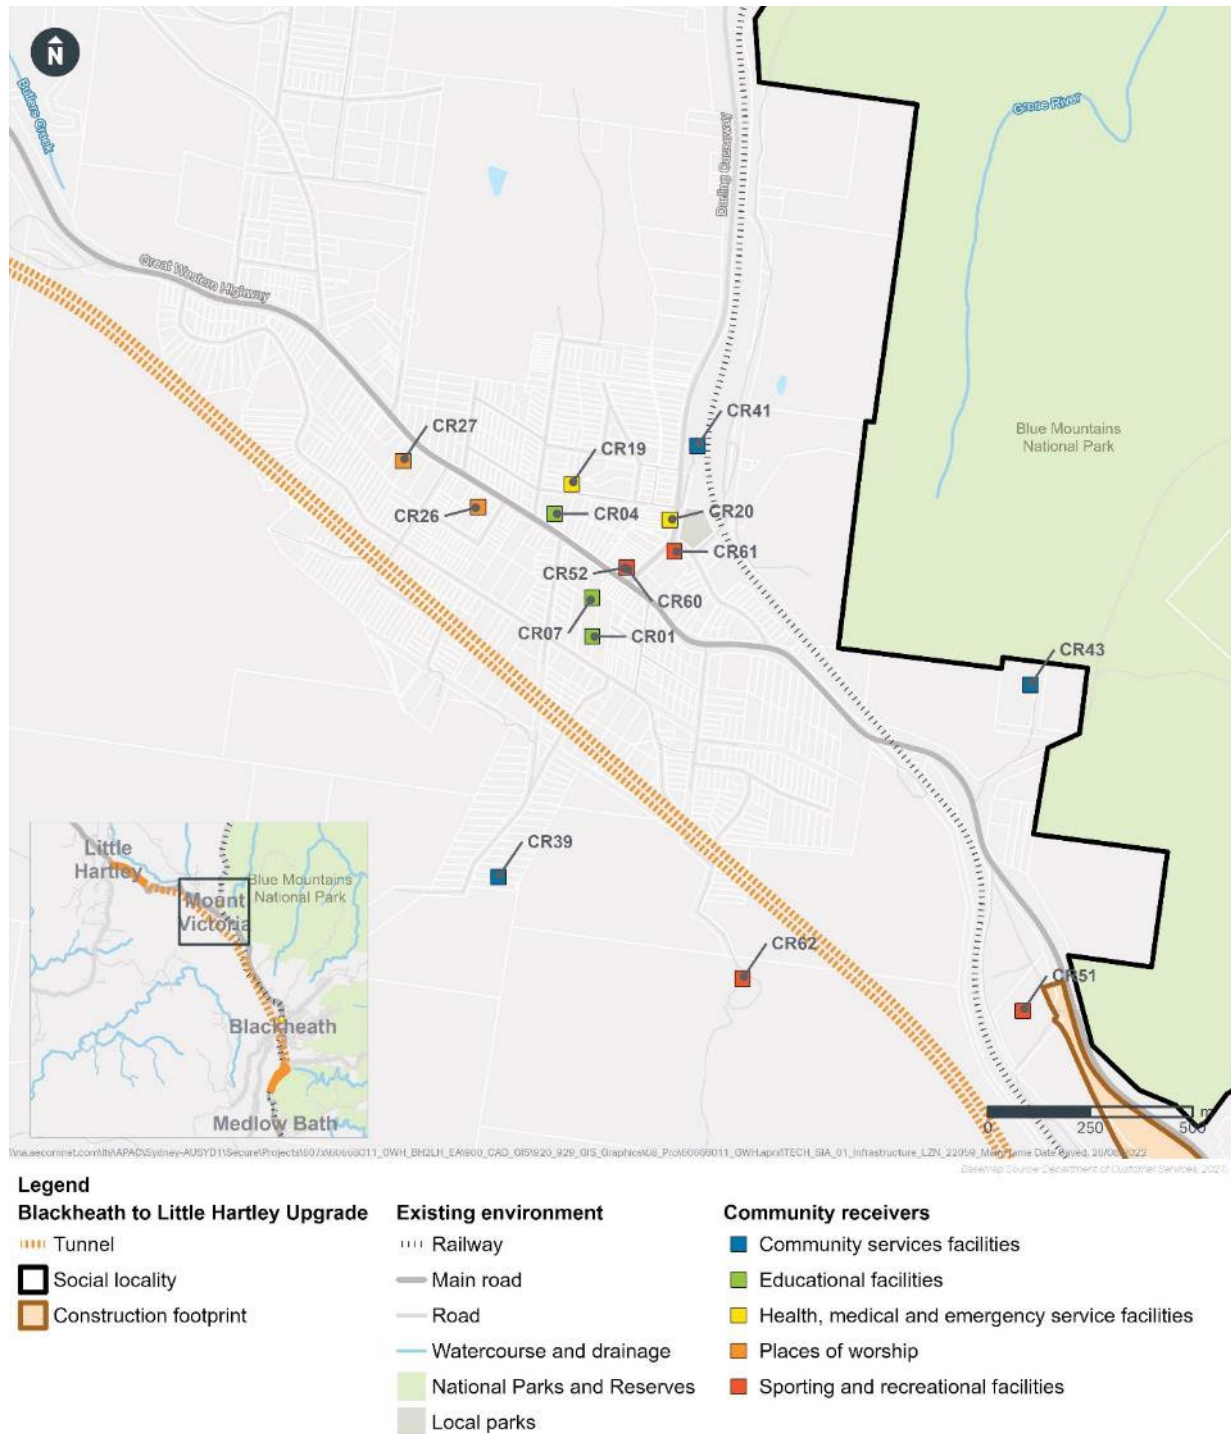 N
Butlers Creek
Great Western Highway
Darling Causeway
Grose River
Blue Mountains
National Park
CR41
CR27
CR19
CR26
CR04
CR20
CR61
CR52
CR60
CR07
CR01
CR43
CR39
CR62
CR51
Little
Hartley
Blue Mountains
National Park
Mount
Victoria
Blackheath
Medlow Bath
m
0 250 500
Legend
Blackheath to Little Hartley Upgrade
Tunnel
Social locality
Construction footprint
Existing environment
Railway
Main road
Road
Watercourse and drainage
National Parks and Reserves
Local parks
Community receivers
Community services facilities
Educational facilities
Health, medical and emergency service facilities
Places of worship
Sporting and recreational facilities